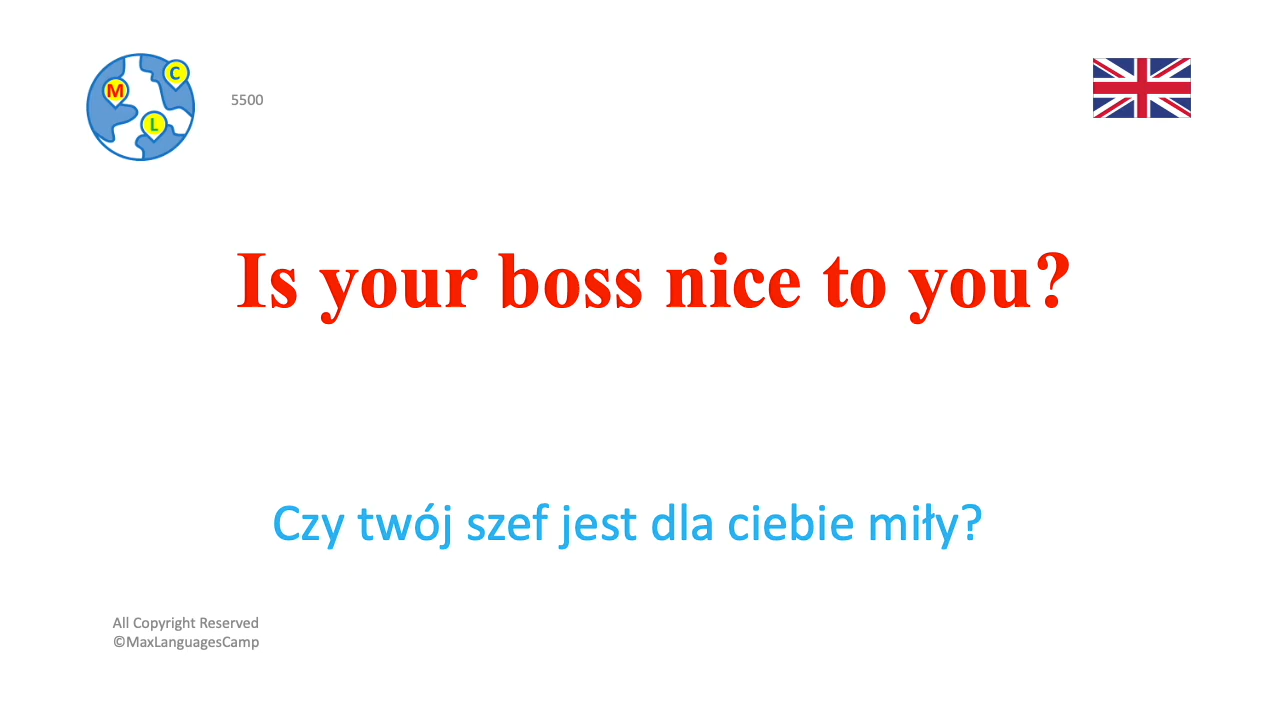 C
M
L
5500
Is your boss nice to you?
Czy twój szef jest dla ciebie miły?
All Copyright Reserved
©MaxLanguagesCamp